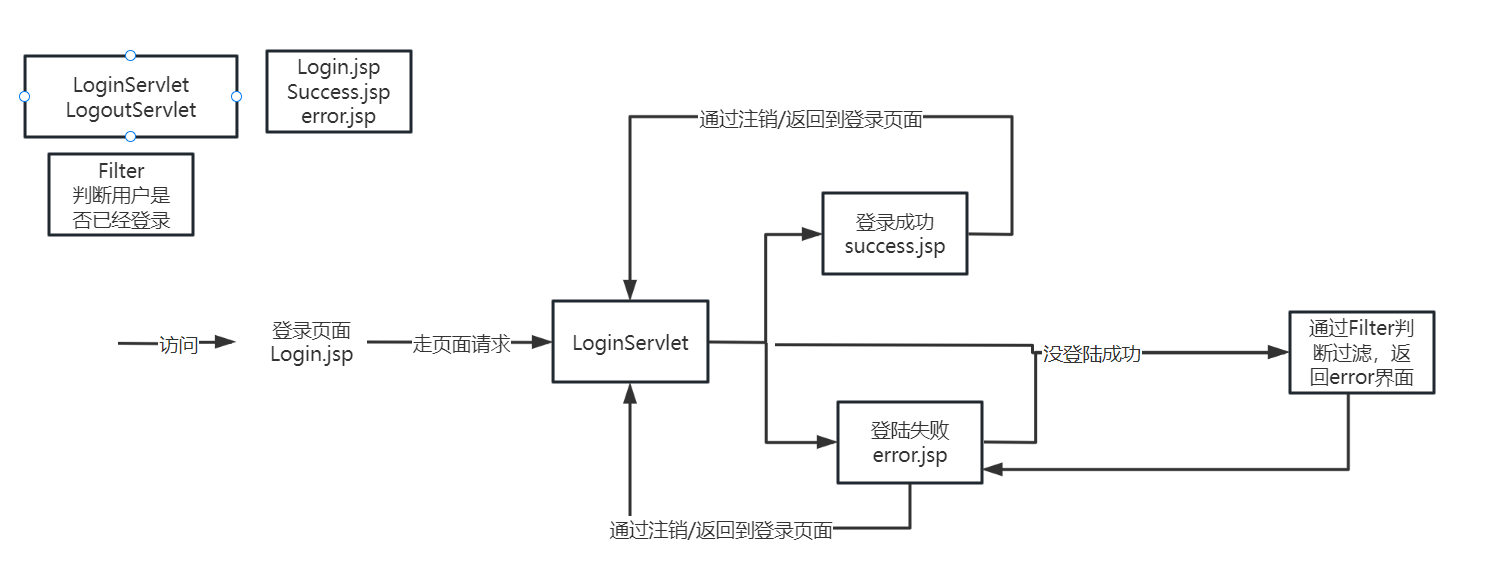 LoginServlet
LogoutServlet
Login.jsp
Success.jsp
error.jsp
Filter
判断用户是
否已经登录
通过注销/返回到登录页面
登录成功
success.jsp
访问
登录页面
Login.jsp
走页面请求
LoginServlet
没登陆成功
通过Filter判
断过滤，返
回error界面
登陆失败
error.jsp
通过注销/返回到登录页面